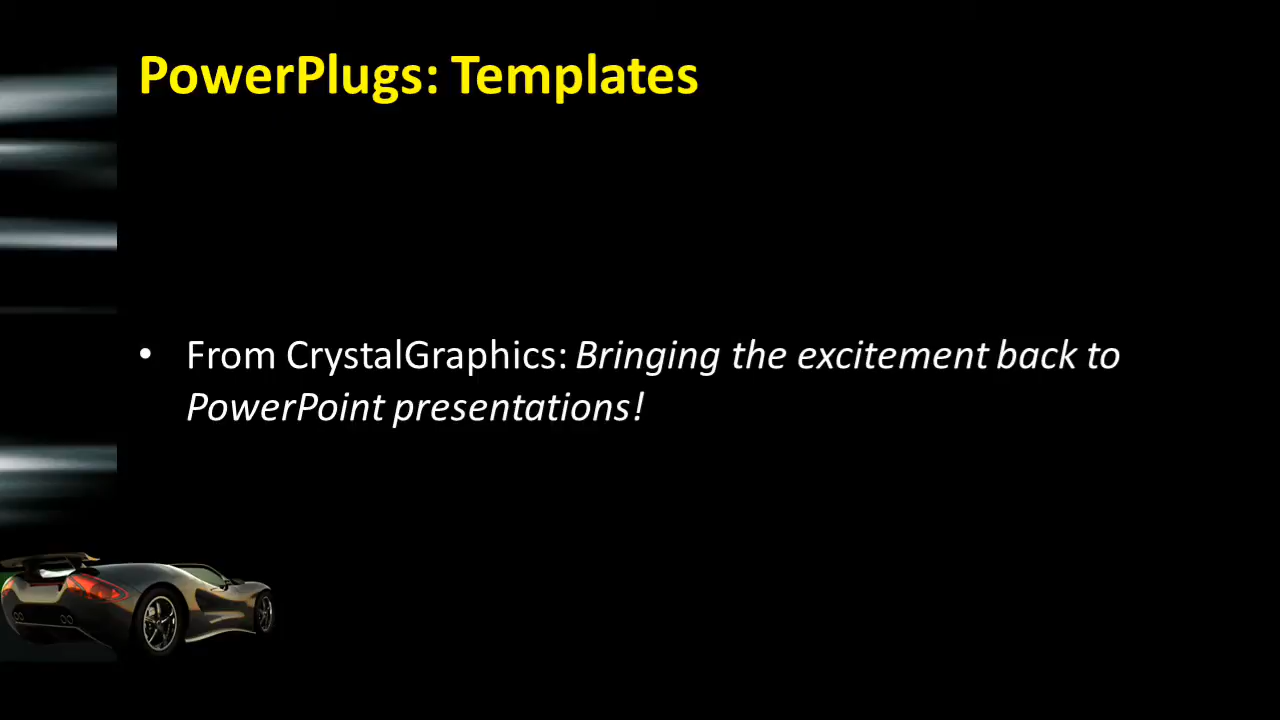 PowerPlugs: Templates
• From CrystalGraphics: Bringing the excitement back to
PowerPoint presentations!